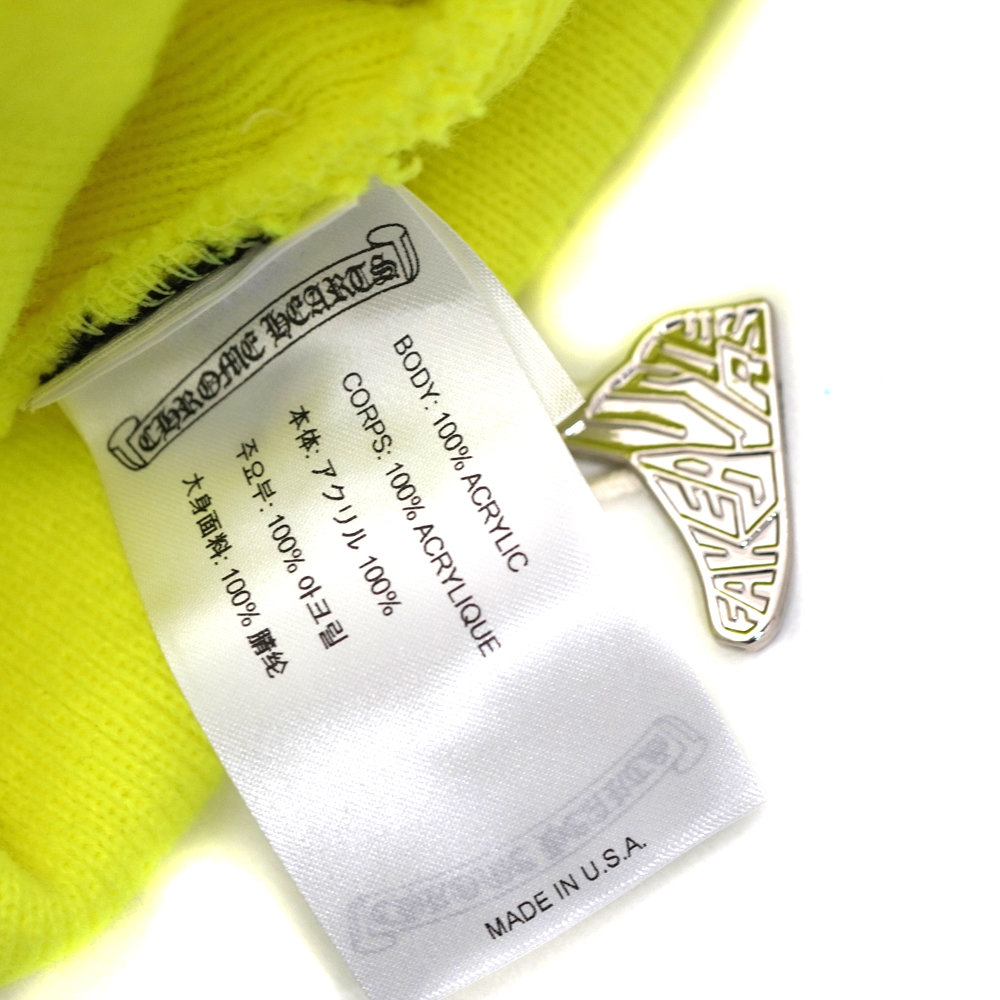 CHROME HEARTS
BODY: 100% ACRYLIC
CORPS: 100% ACRYLIQUE
本体: アクリル 100%
주요부: 100% 아크릴
大身面料: 100% 腈纶
MADE IN U.S.A.
FAKE